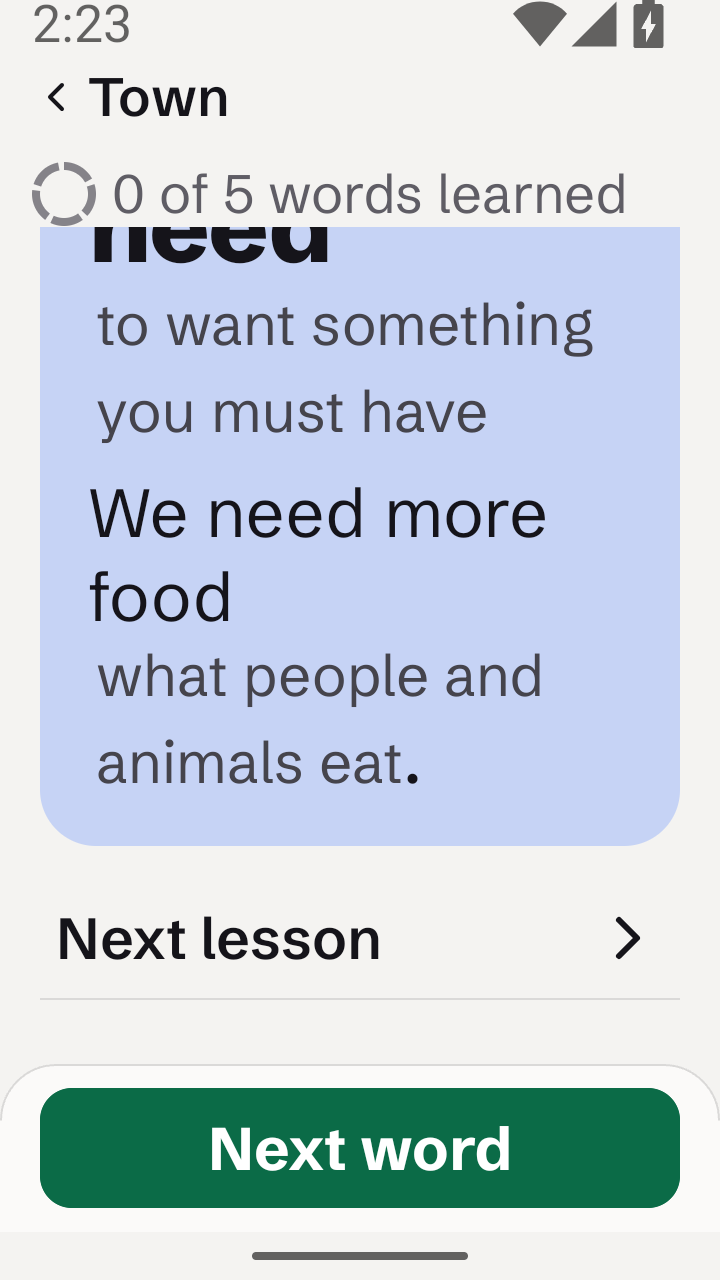 2:23
Town
0 of 5 words learned
need
to want something
you must have
We need more
food
what people and
animals eat.
Next lesson
Next word